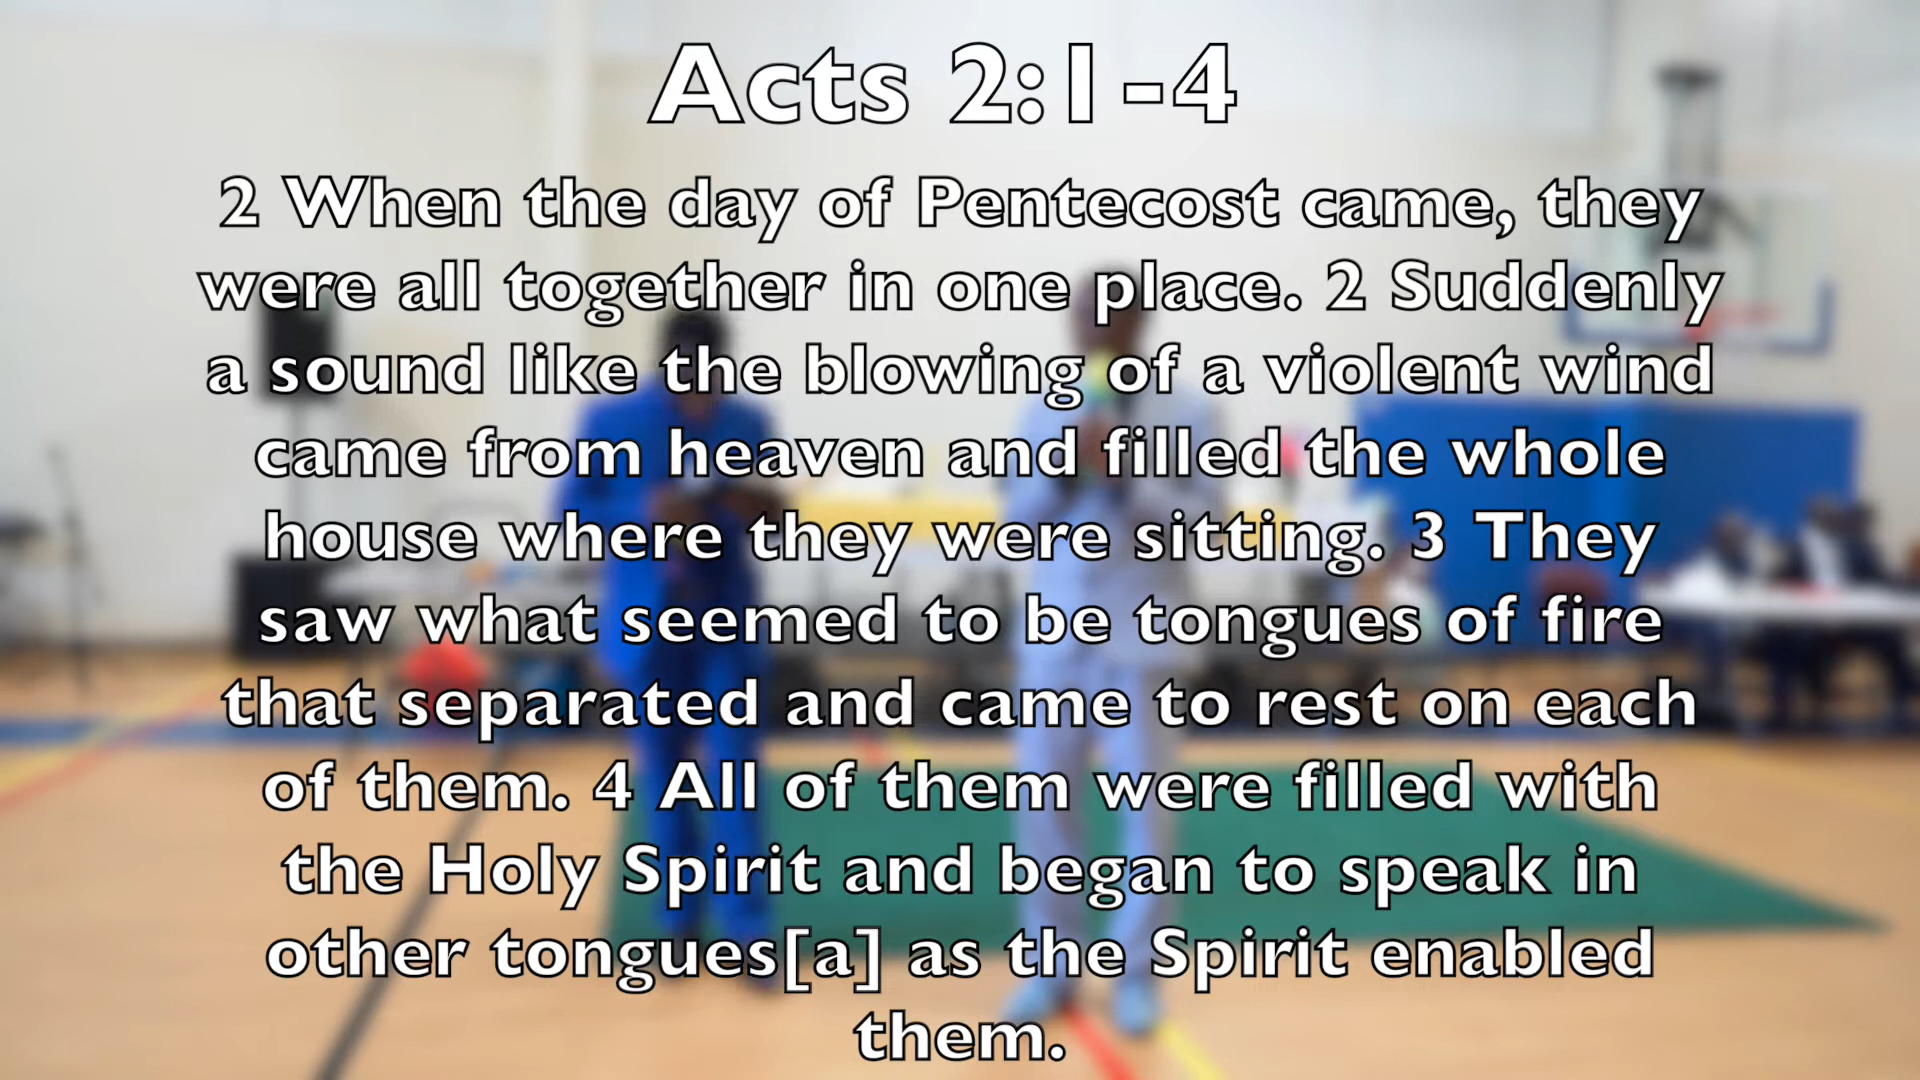 Acts 2:1-4
2 When the day of Pentecost came, they
were all together in one place. 2 Suddenly
a sound like the blowing of a violent wind
came from heaven and filled the whole
house where they were sitting. 3 They
saw what seemed to be tongues of fire
that separated and came to rest on each
of them. 4 All of them were filled with
the Holy Spirit and began to speak in
other tongues[a] as the Spirit enabled
them.